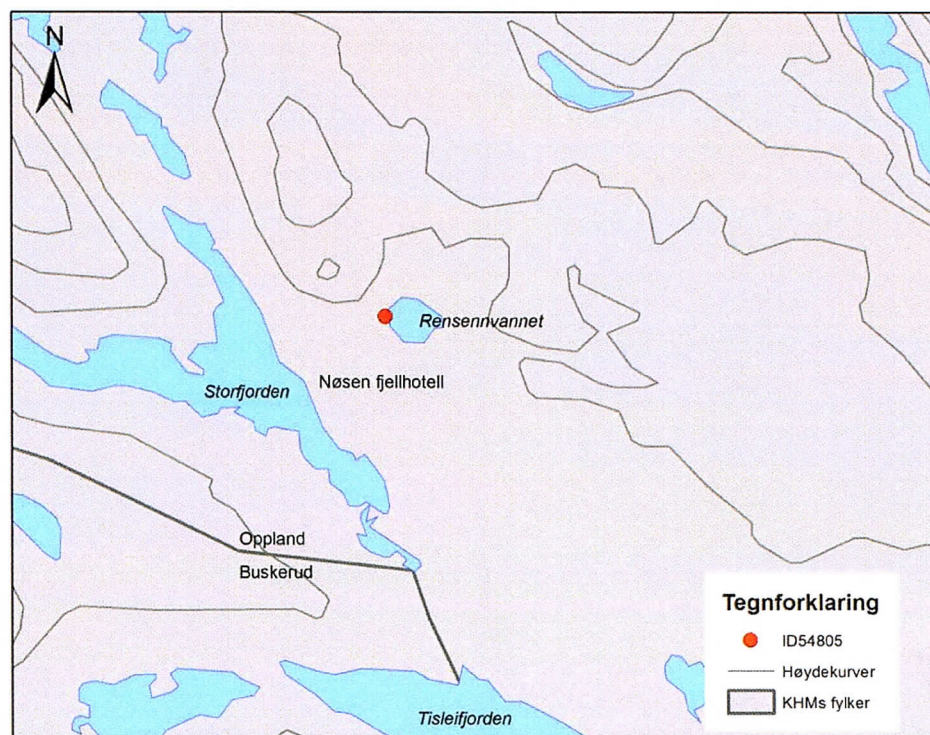 N
Rensennvannet
Nøsen fjellhotell
Storfjorden
Oppland
Buskerud
Tegnforklaring
ID54805
Høydekurver
KHMs fylker
Tisleifjorden